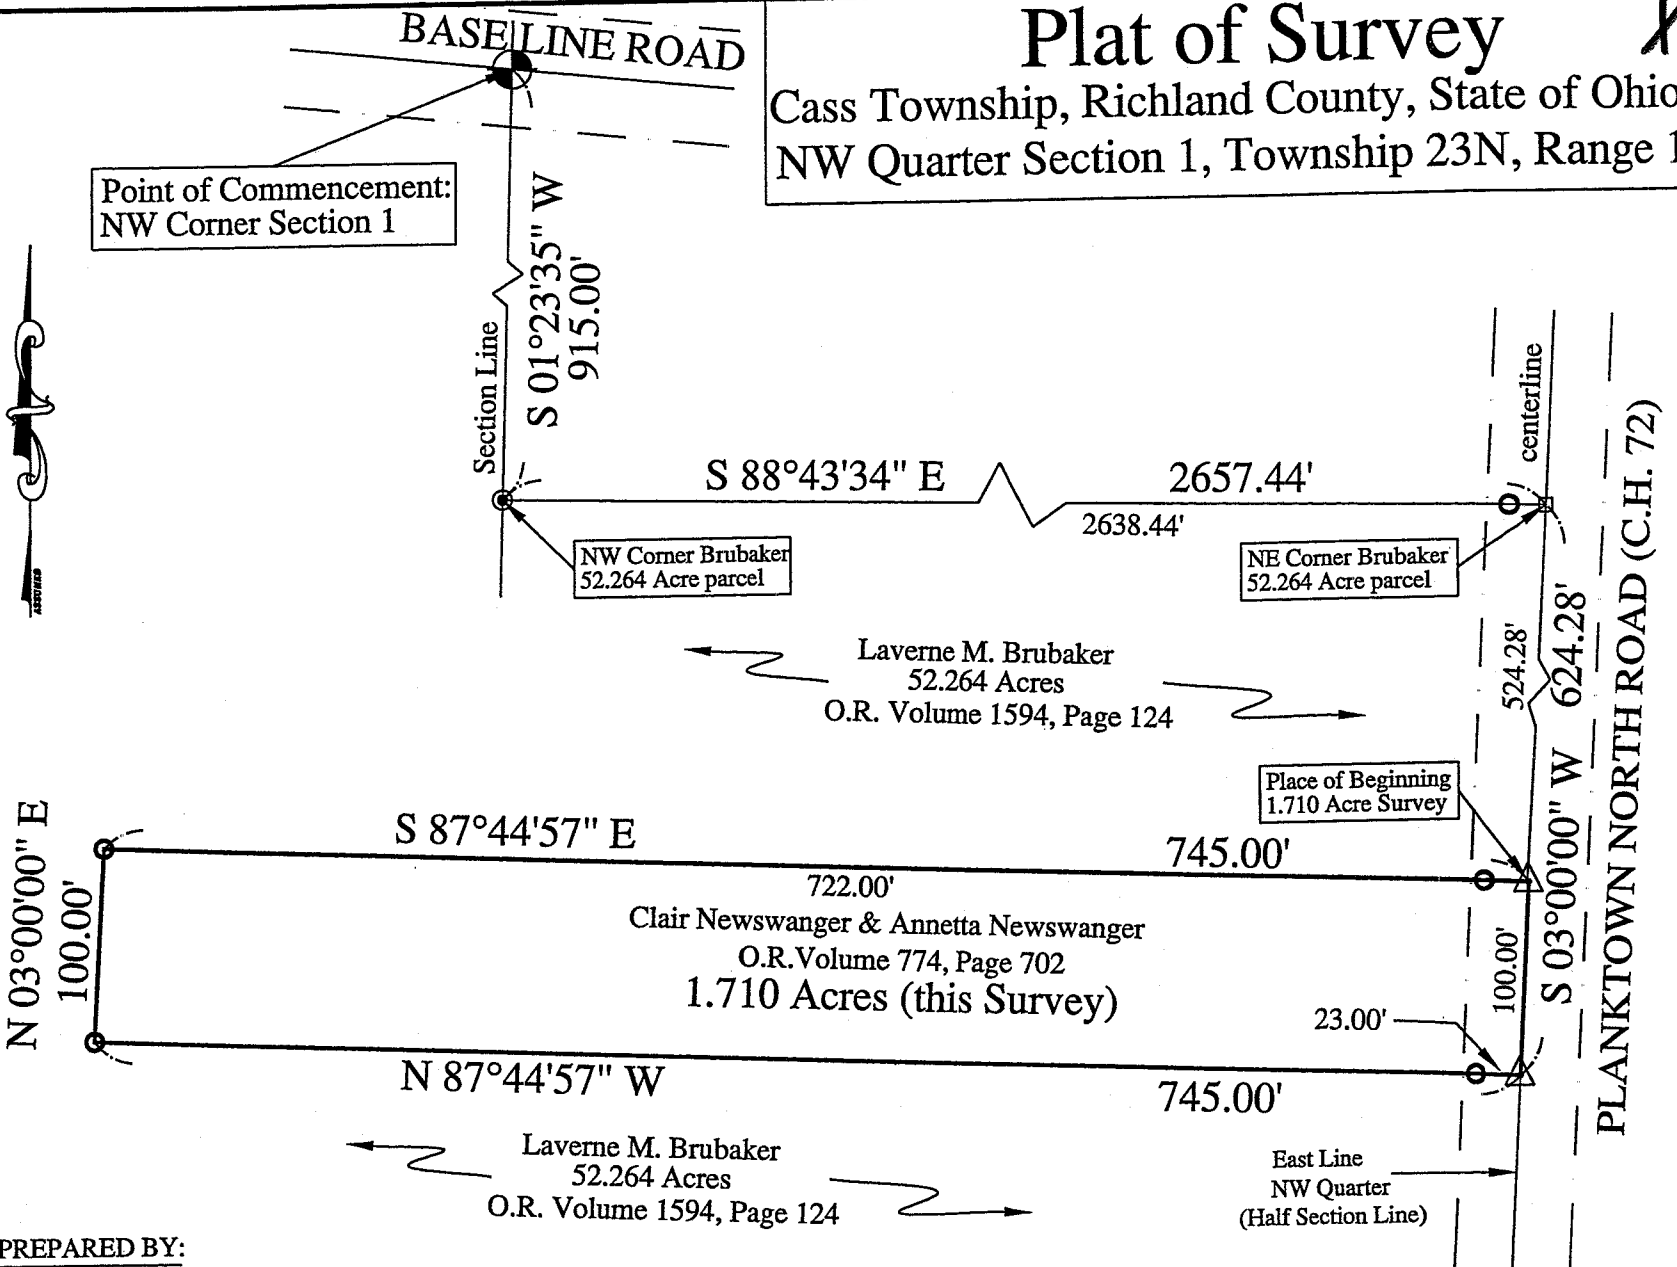 BASE LINE ROAD
Plat of Survey
Cass Township, Richland County, State of Ohio
NW Quarter Section 1, Township 23N, Range 1
Point of Commencement:
NW Corner Section 1
S 01°23'35" W
915.00'
Section Line
ASSUMED
S 88°43'34" E
2657.44'
2638.44'
centerline
NW Corner Brubaker
52.264 Acre parcel
NE Corner Brubaker
52.264 Acre parcel
PLANKTOWN NORTH ROAD (C.H. 72)
524.28'
S 03°00'00" W 624.28'
Laverne M. Brubaker
52.264 Acres
O.R. Volume 1594, Page 124
Place of Beginning
1.710 Acre Survey
N 03°00'00" E
100.00'
S 87°44'57" E
745.00'
722.00'
Clair Newswanger & Annetta Newswanger
O.R.Volume 774, Page 702
1.710 Acres (this Survey)
100.00'
23.00'
N 87°44'57" W
745.00'
Laverne M. Brubaker
52.264 Acres
O.R. Volume 1594, Page 124
East Line
NW Quarter
(Half Section Line)
PREPARED BY: